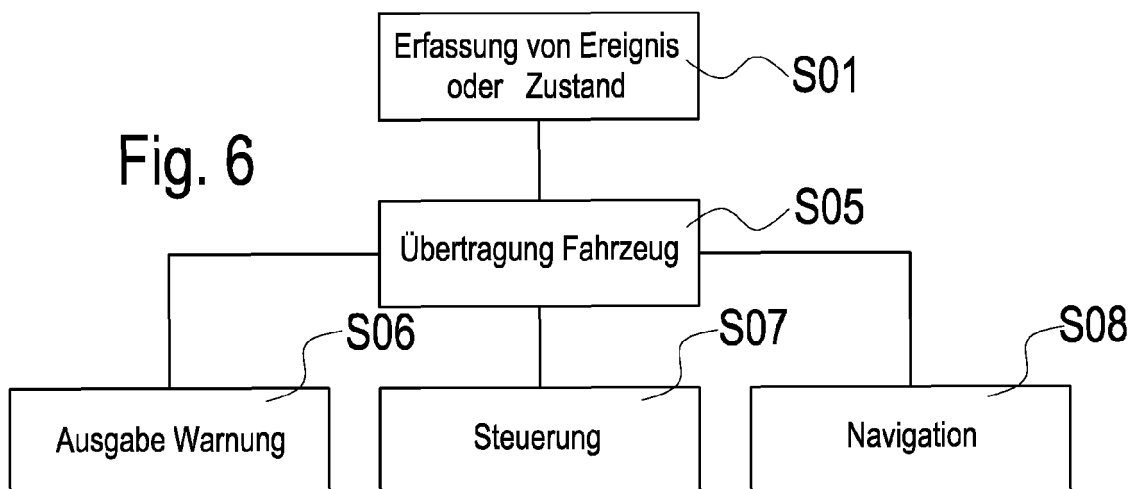 Erfassung von Ereignis
oder Zustand
S01
Fig. 6
S05
Übertragung Fahrzeug
S06
S07
S08
Ausgabe Warnung
Steuerung
Navigation